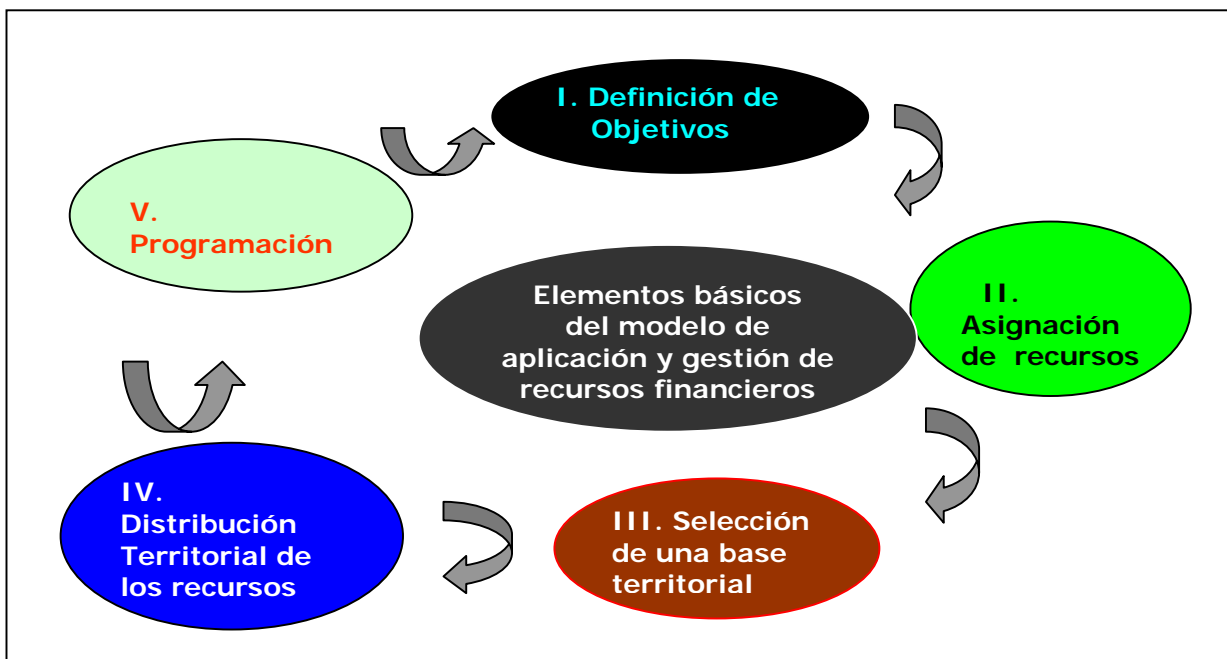 I. Definición de
Objetivos
II.
Asignación
de recursos
III. Selección
de una base
territorial
IV.
Distribución
Territorial de
los recursos
V.
Programación
Elementos básicos
del modelo de
aplicación y gestión de
recursos financieros